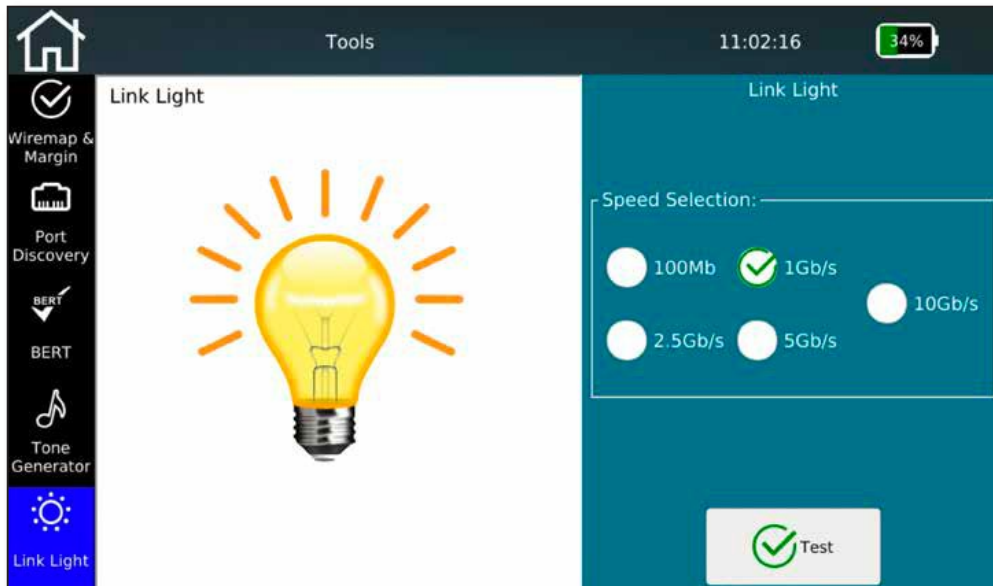 Tools
11:02:16
34%
Wiremap &
Margin
Port
Discovery
BERT
BERT
Tone
Generator
Link Light
Link Light
Link Light
Speed Selection:
100Mb
1Gb/s
10Gb/s
2.5Gb/s
5Gb/s
Test